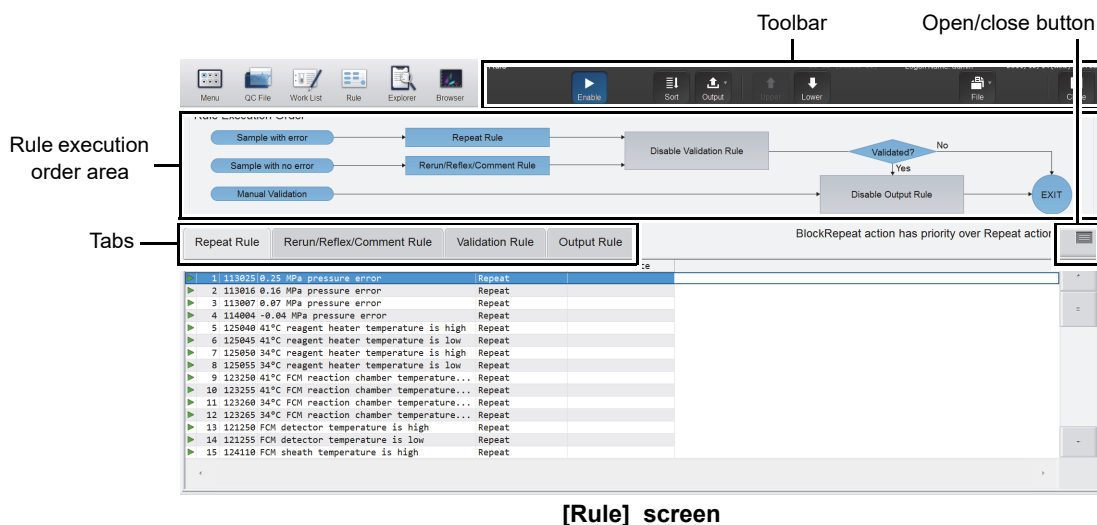 Toolbar Open/close button
Menu QC File Work List Rule Explorer Browser
Enable Sort Output Upper Lower File
Rule execution order area
Rule Execution Order
Sample with error Repeat Rule
Disable Validation Rule
Validated? No
Sample with no error Rerun/Reflex/Comment Rule
Yes
Manual Validation Disable Output Rule EXIT
Tabs
Repeat Rule Rerun/Reflex/Comment Rule Validation Rule Output Rule
BlockRepeat action has priority over Repeat action
1 113025 0.25 MPa pressure error Repeat
2 113016 0.16 MPa pressure error Repeat
3 113007 0.07 MPa pressure error Repeat
4 114004 -0.04 MPa pressure error Repeat
5 125040 41°C reagent heater temperature is high Repeat
6 125045 41°C reagent heater temperature is low Repeat
7 125050 34°C reagent heater temperature is high Repeat
8 125055 34°C reagent heater temperature is low Repeat
9 123250 41°C FCM reaction chamber temperature... Repeat
10 123255 41°C FCM reaction chamber temperature... Repeat
11 123260 34°C FCM reaction chamber temperature... Repeat
12 123265 34°C FCM reaction chamber temperature... Repeat
13 121250 FCM detector temperature is high Repeat
14 121255 FCM detector temperature is low Repeat
15 124110 FCM sheath temperature is high Repeat
[Rule] screen